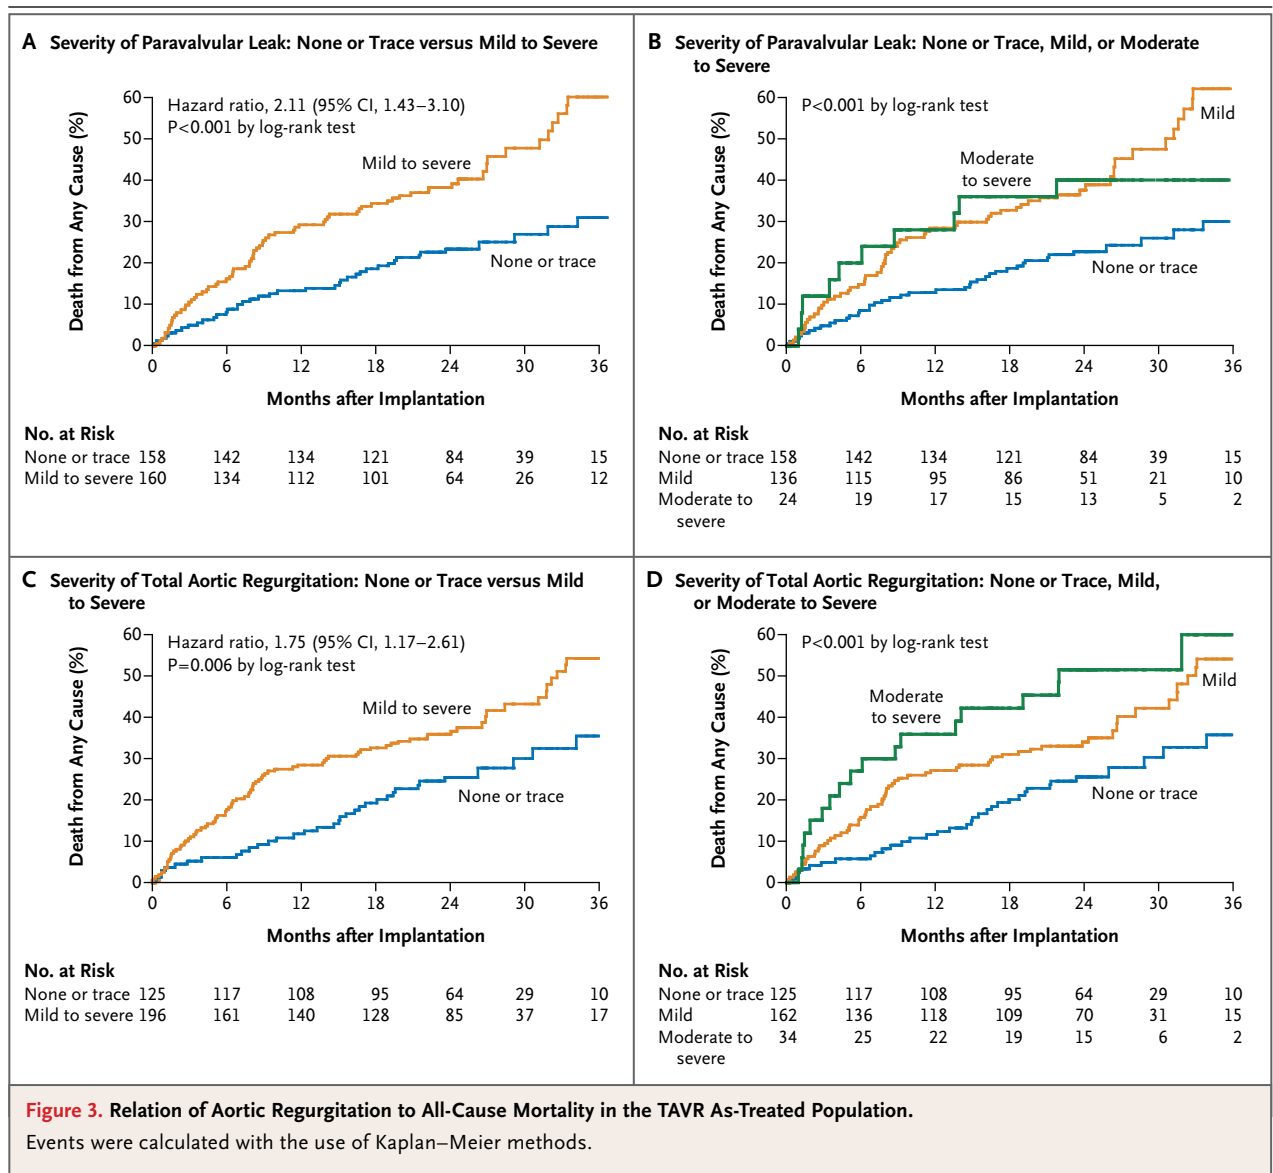 A Severity of Paravalvular Leak: None or Trace versus Mild to Severe
Death from Any Cause (%)
60
50
40
30
20
10
0
Hazard ratio, 2.11 (95% CI, 1.43–3.10)
P<0.001 by log-rank test
Mild to severe
None or trace
0 6 12 18 24 30 36
Months after Implantation
No. at Risk
None or trace 158 142 134 121 84 39 15
Mild to severe 160 134 112 101 64 26 12
B Severity of Paravalvular Leak: None or Trace, Mild, or Moderate
to Severe
Death from Any Cause (%)
60
50
40
30
20
10
0
P<0.001 by log-rank test
Mild
Moderate
to severe
None or trace
0 6 12 18 24 30 36
Months after Implantation
No. at Risk
None or trace 158 142 134 121 84 39 15
Mild 136 115 95 86 51 21 10
Moderate to 24 19 17 15 13 5 2
severe
C Severity of Total Aortic Regurgitation: None or Trace versus Mild
to Severe
Death from Any Cause (%)
60
50
40
30
20
10
0
Hazard ratio, 1.75 (95% CI, 1.17–2.61)
P=0.006 by log-rank test
Mild to severe
None or trace
0 6 12 18 24 30 36
Months after Implantation
No. at Risk
None or trace 125 117 108 95 64 29 10
Mild to severe 196 161 140 128 85 37 17
D Severity of Total Aortic Regurgitation: None or Trace, Mild,
or Moderate to Severe
Death from Any Cause (%)
60
50
40
30
20
10
0
P<0.001 by log-rank test
Mild
Moderate
to severe
None or trace
0 6 12 18 24 30 36
Months after Implantation
No. at Risk
None or trace 125 117 108 95 64 29 10
Mild 162 136 118 109 70 31 15
Moderate to 34 25 22 19 15 6 2
severe
Figure 3. Relation of Aortic Regurgitation to All-Cause Mortality in the TAVR As-Treated Population.
Events were calculated with the use of Kaplan–Meier methods.